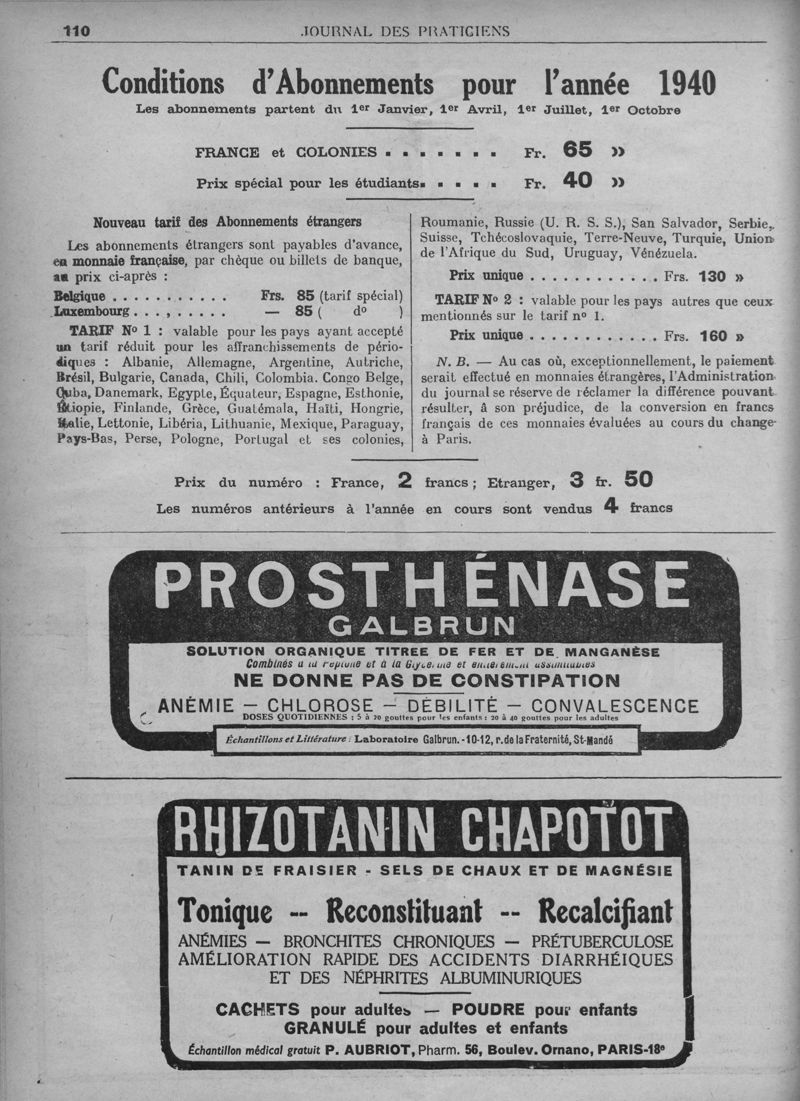 110
JOURNAL DES PRATICIENS
Conditions d'Abonnements pour l'année 1940
Les abonnements partent du 1er Janvier, 1er Avril, 1er Juillet, 1er Octobre
FRANCE et COLONIES . . . . . . . Fr. 65 »
Prix spécial pour les étudiants. . . . . Fr. 40 »
Nouveau tarif des Abonnements étrangers
Les abonnements étrangers sont payables d'avance,
en monnaie française, par chèque ou billets de banque,
au prix ci-après :
Belgique . . . . . . . . . . . Frs. 85 (tarif spécial)
Luxembourg . . . , . . . . . — 85 ( do )
TARIF No 1 : valable pour les pays ayant accepté
un tarif réduit pour les affranchissements de pério-
diques : Albanie, Allemagne, Argentine, Autriche,
Brésil, Bulgarie, Canada, Chili, Colombia. Congo Belge,
Cuba, Danemark, Egypte, Équateur, Espagne, Esthonie,
Étiopie, Finlande, Grèce, Guatémala, Haïti, Hongrie,
Italie, Lettonie, Libéria, Lithuanie, Mexique, Paraguay,
Pays-Bas, Perse, Pologne, Portugal et ses colonies,
Roumanie, Russie (U. R. S. S.), San Salvador, Serbie,
Suisse, Tchécoslovaquie, Terre-Neuve, Turquie, Union
de l'Afrique du Sud, Uruguay, Vénézuela.
Prix unique . . . . . . . . . . . . Frs. 130 »
TARIF No 2 : valable pour les pays autres que ceux
mentionnés sur le tarif no 1.
Prix unique . . . . . . . . . . . . Frs. 160 »
N. B. — Au cas où, exceptionnellement, le paiement
serait effectué en monnaies étrangères, l'Administration
du journal se réserve de réclamer la différence pouvant
résulter, à son préjudice, de la conversion en francs
français de ces monnaies évaluées au cours du change
à Paris.
Prix du numéro : France, 2 francs ; Etranger, 3 fr. 50
Les numéros antérieurs à l'année en cours sont vendus 4 francs
PROSTHÉNASE
GALBRUN
SOLUTION ORGANIQUE TITREE DE FER ET DE MANGANÈSE
Combinés à la peptone et à la Glycérine et entièrement assimilables
NE DONNE PAS DE CONSTIPATION
ANÉMIE — CHLOROSE — DÉBILITÉ — CONVALESCENCE
DOSES QUOTIDIENNES : 5 à 20 gouttes pour les enfants : 20 à 40 gouttes pour les adultes
Échantillons et Littérature : Laboratoire Galbrun. - 10-12, r. de la Fraternité, St-Mandé
RHIZOTANIN CHAPOTOT
TANIN DE FRAISIER - SELS DE CHAUX ET DE MAGNÉSIE
Tonique -- Reconstituant -- Recalcifiant
ANÉMIES — BRONCHITES CHRONIQUES — PRÉTUBERCULOSE
AMÉLIORATION RAPIDE DES ACCIDENTS DIARRHÉIQUES
ET DES NÉPHRITES ALBUMINURIQUES
CACHETS pour adultes — POUDRE pour enfants
GRANULÉ pour adultes et enfants
Échantillon médical gratuit P. AUBRIOT, Pharm. 56, Boulev. Ornano, PARIS-18e